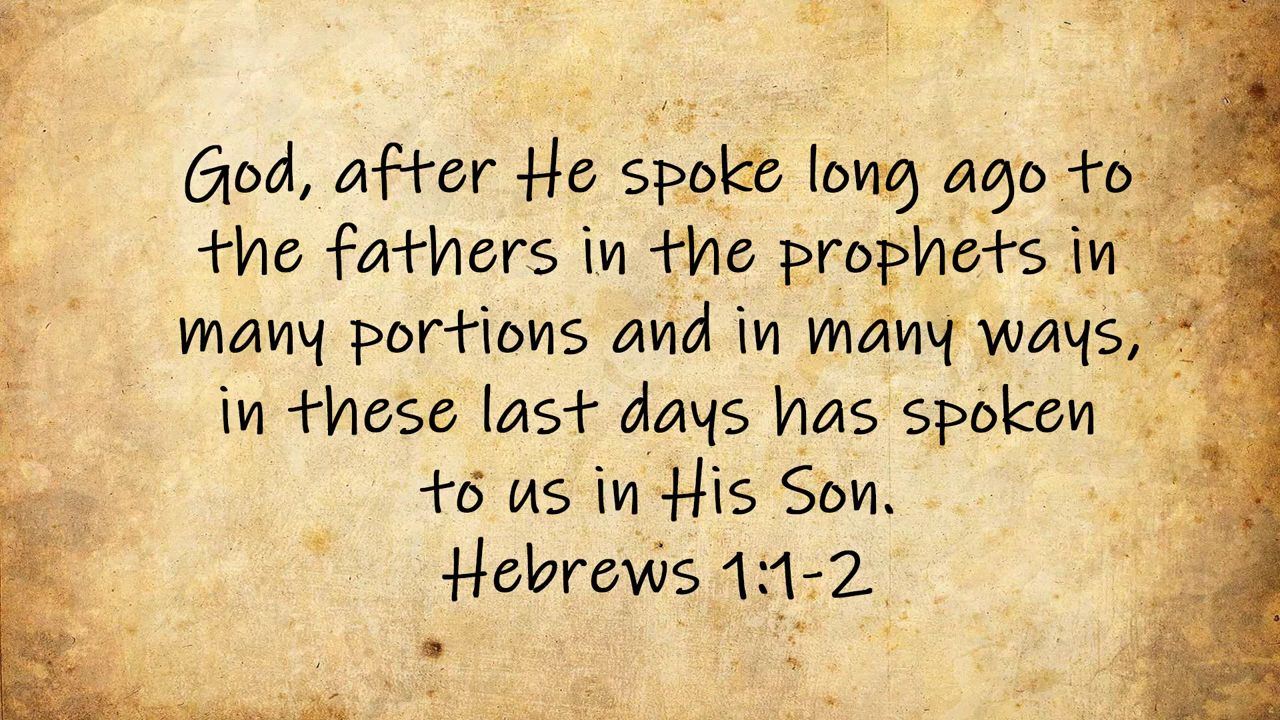 God, after He spoke long ago to
the fathers in the prophets in
many portions and in many ways,
in these last days has spoken
to us in His Son.
Hebrews 1:1-2